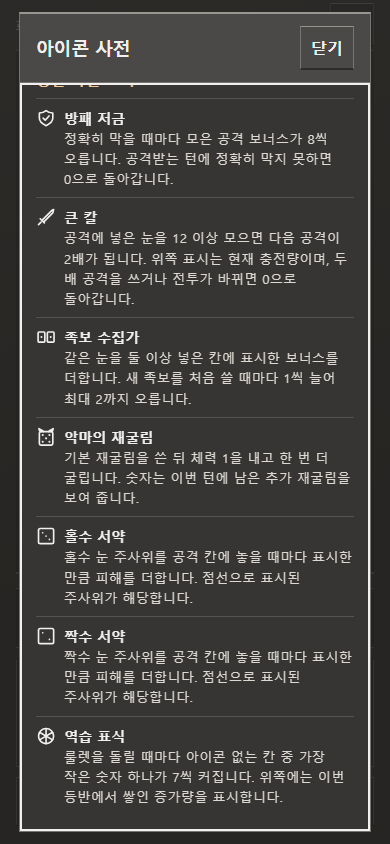 아이콘 사전
닫기
방패 저금
정확히 막을 때마다 모은 공격 보너스가 8씩
오릅니다. 공격받는 턴에 정확히 막지 못하면
0으로 돌아갑니다.
큰 칼
공격에 넣은 눈을 12 이상 모으면 다음 공격이
2배가 됩니다. 위쪽 표시는 현재 충전량이며, 두
배 공격을 쓰거나 전투가 바뀌면 0으로
돌아갑니다.
족보 수집가
같은 눈을 둘 이상 넣은 칸에 표시한 보너스를
더합니다. 새 족보를 처음 쓸 때마다 1씩 늘어
최대 2까지 오릅니다.
악마의 재굴림
기본 재굴림을 쓴 뒤 체력 1을 내고 한 번 더
굴립니다. 숫자는 이번 턴에 남은 추가 재굴림을
보여 줍니다.
홀수 서약
홀수 눈 주사위를 공격 칸에 놓을 때마다 표시한
만큼 피해를 더합니다. 점선으로 표시된
주사위가 해당합니다.
짝수 서약
짝수 눈 주사위를 공격 칸에 놓을 때마다 표시한
만큼 피해를 더합니다. 점선으로 표시된
주사위가 해당합니다.
역습 표식
룰렛을 돌릴 때마다 아이콘 없는 칸 중 가장
작은 숫자 하나가 7씩 커집니다. 위쪽에는 이번
등반에서 쌓인 증가량을 표시합니다.